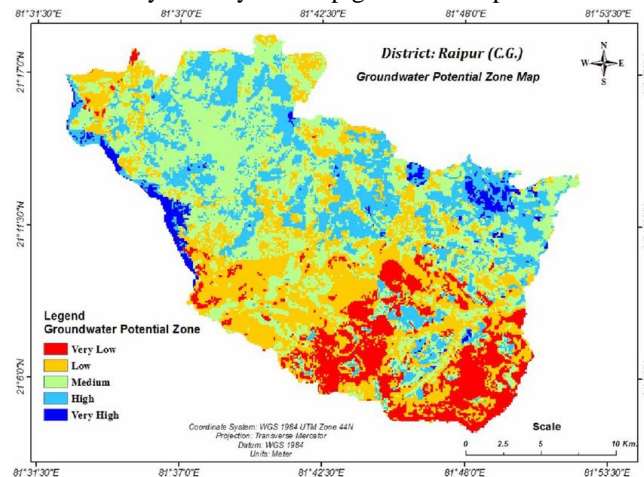 81°31'30"E 81°37'0"E 81°42'30"E 81°48'0"E 81°53'30"E
District: Raipur (C.G.)
Groundwater Potential Zone Map
N
W E
S
21°17'0"N
21°11'30"N
21°6'0"N
Legend
Groundwater Potential Zone
Very Low
Low
Medium
High
Very High
Coordinate System: WGS 1984 UTM Zone 44N
Projection: Transverse Mercator
Datum: WGS 1984
Units: Meter
Scale
0 2.5 5 10 Km.
81°31'30"E 81°37'0"E 81°42'30"E 81°48'0"E 81°53'30"E